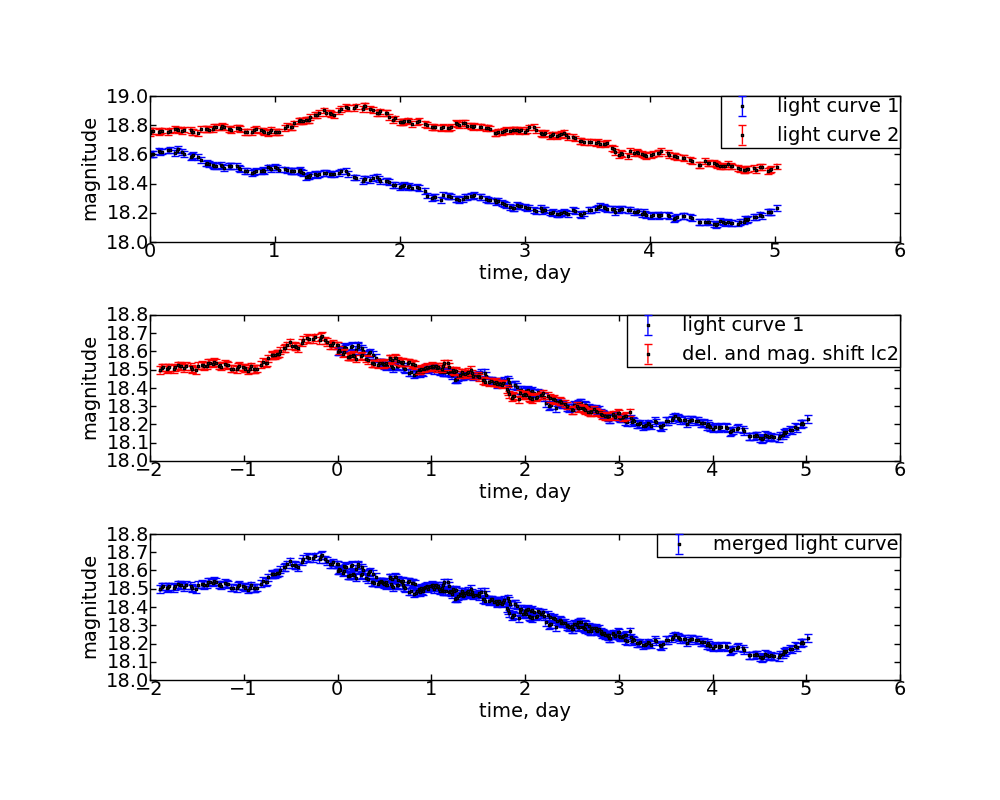 19.0
18.8
18.6
18.4
18.2
18.0
magnitude
light curve 1
light curve 2
0 1 2 3 4 5 6
time, day
18.8
18.7
18.6
18.5
18.4
18.3
18.2
18.1
18.0
magnitude
light curve 1
del. and mag. shift lc2
−2 −1 0 1 2 3 4 5 6
time, day
18.8
18.7
18.6
18.5
18.4
18.3
18.2
18.1
18.0
magnitude
merged light curve
−2 −1 0 1 2 3 4 5 6
time, day